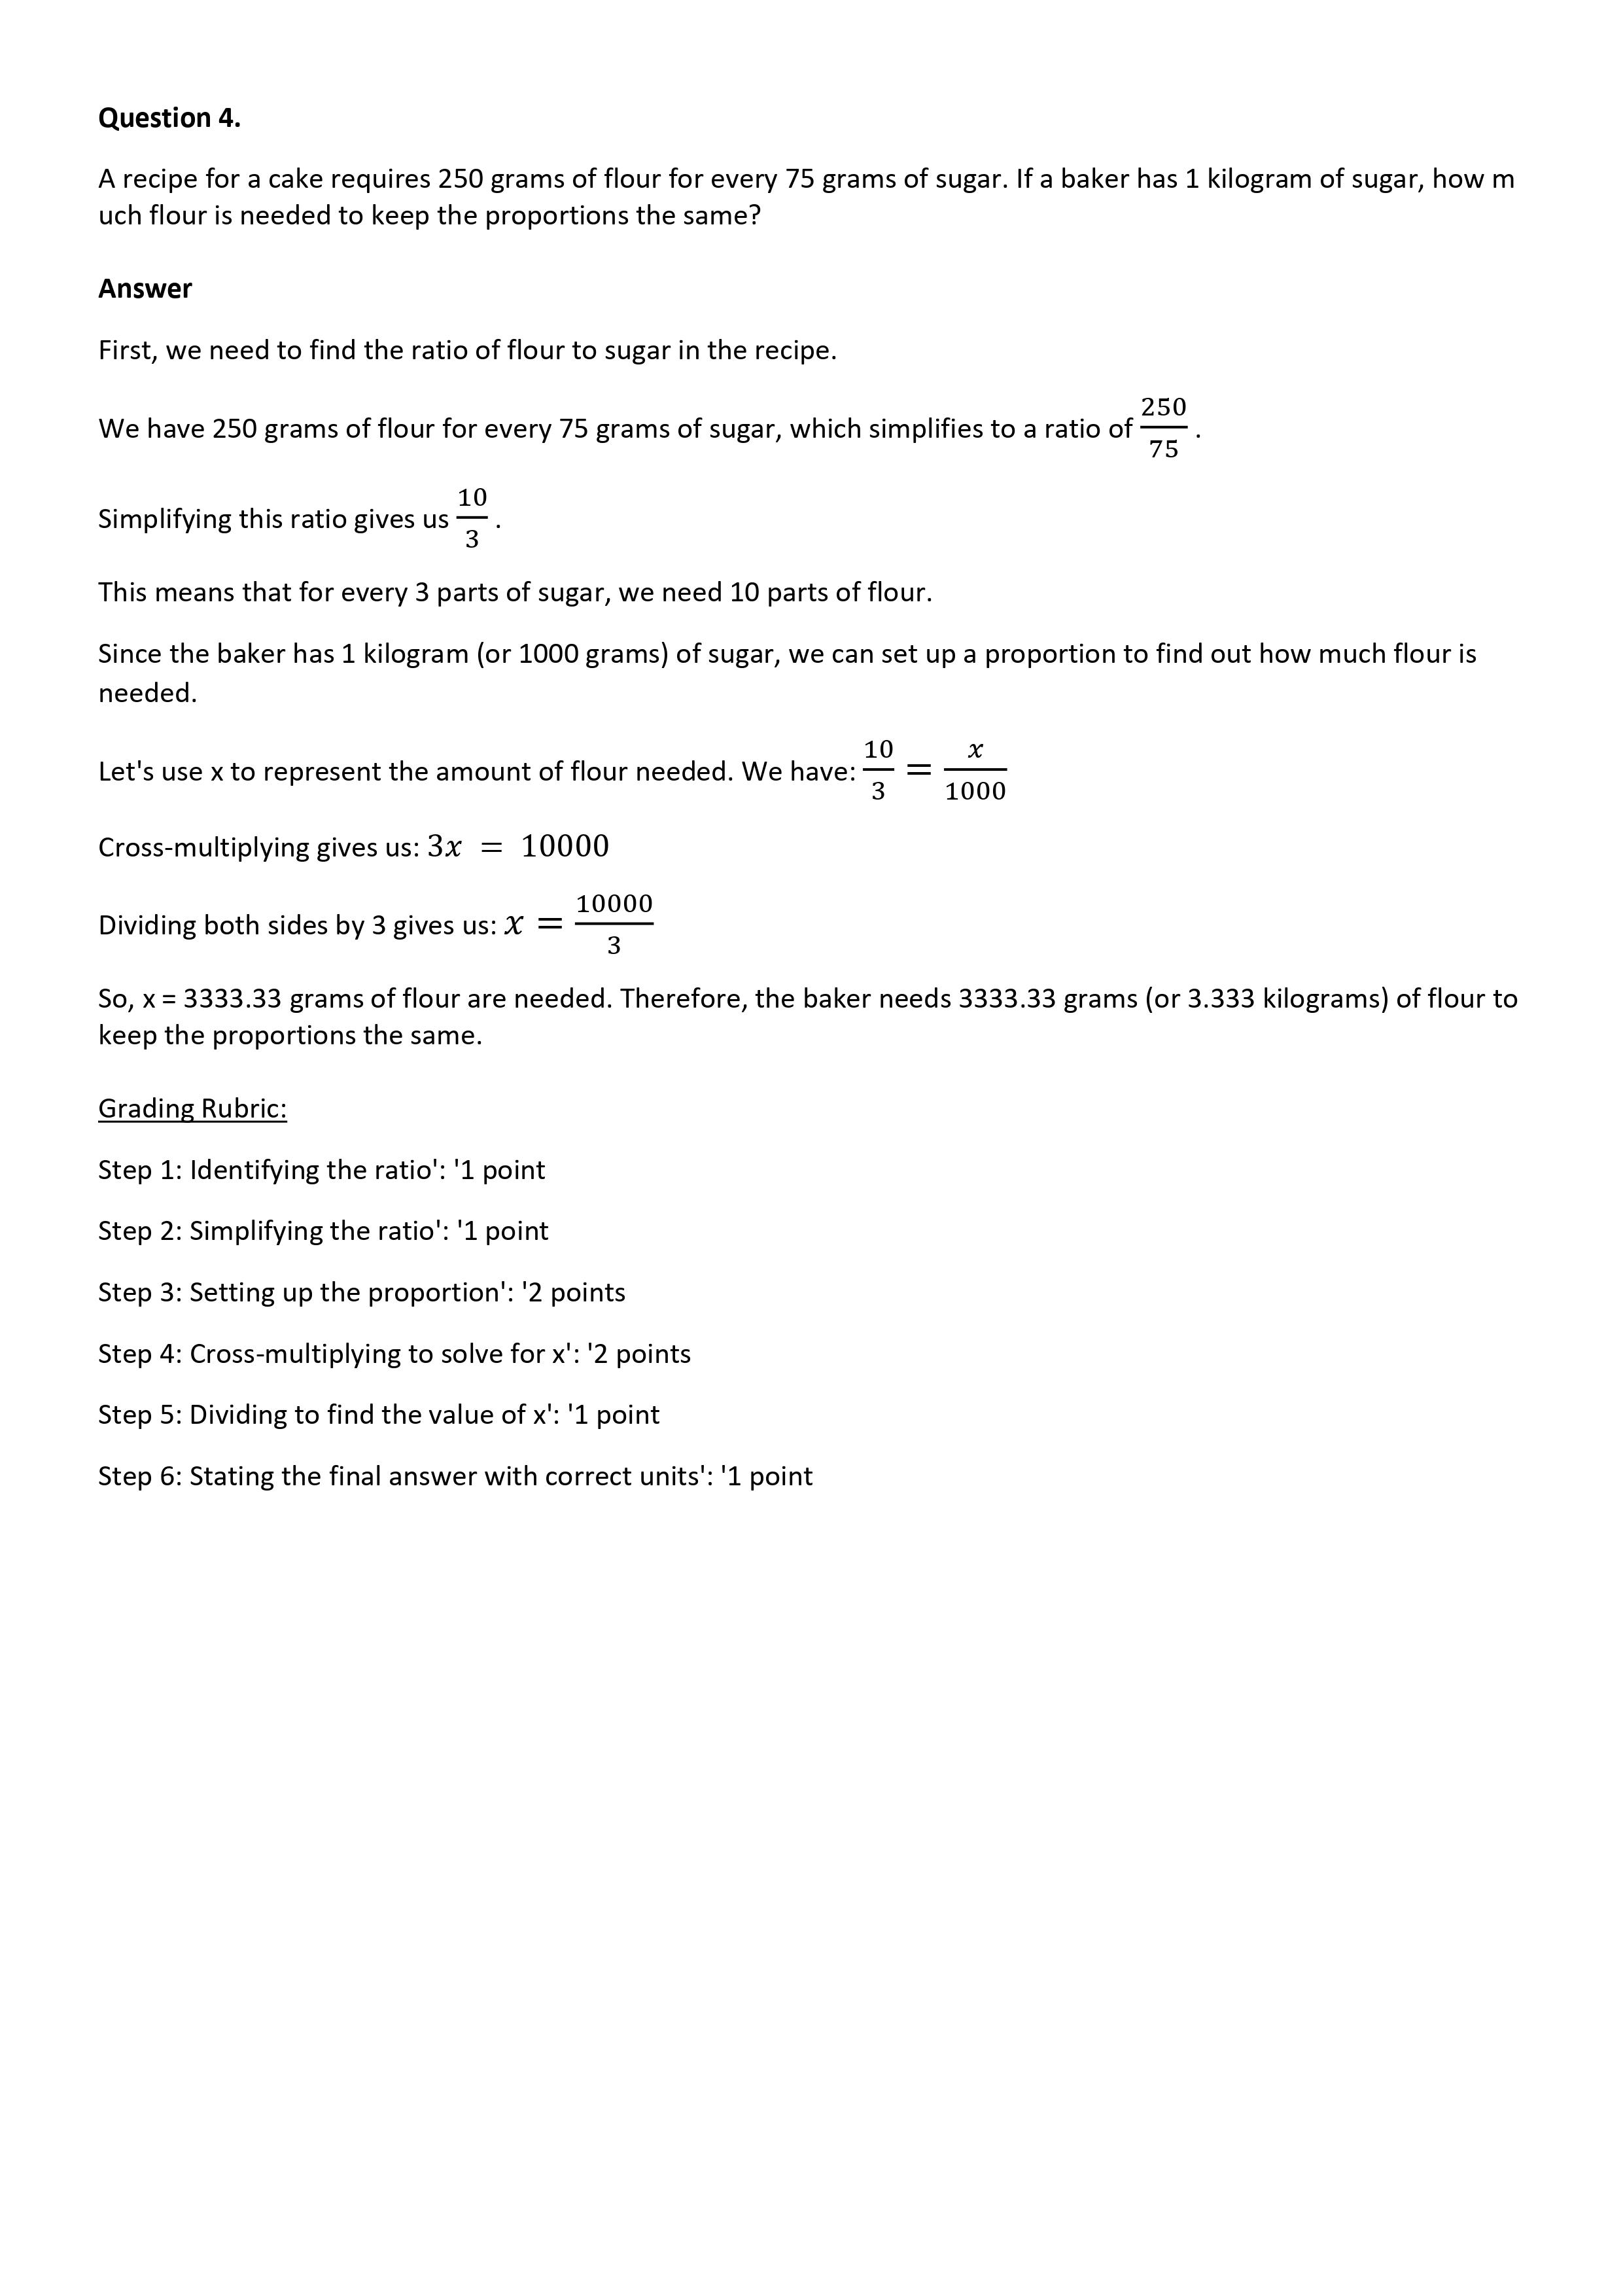 Question 4.
A recipe for a cake requires 250 grams of flour for every 75 grams of sugar. If a baker has 1 kilogram of sugar, how m
uch flour is needed to keep the proportions the same?
Answer
First, we need to find the ratio of flour to sugar in the recipe.
We have 250 grams of flour for every 75 grams of sugar, which simplifies to a ratio of 250/75 .
Simplifying this ratio gives us 10/3 .
This means that for every 3 parts of sugar, we need 10 parts of flour.
Since the baker has 1 kilogram (or 1000 grams) of sugar, we can set up a proportion to find out how much flour is
needed.
Let's use x to represent the amount of flour needed. We have: 10/3 = x/1000
Cross-multiplying gives us: 3x = 10000
Dividing both sides by 3 gives us: x = 10000/3
So, x = 3333.33 grams of flour are needed. Therefore, the baker needs 3333.33 grams (or 3.333 kilograms) of flour to
keep the proportions the same.
Grading Rubric:
Step 1: Identifying the ratio': '1 point
Step 2: Simplifying the ratio': '1 point
Step 3: Setting up the proportion': '2 points
Step 4: Cross-multiplying to solve for x': '2 points
Step 5: Dividing to find the value of x': '1 point
Step 6: Stating the final answer with correct units': '1 point